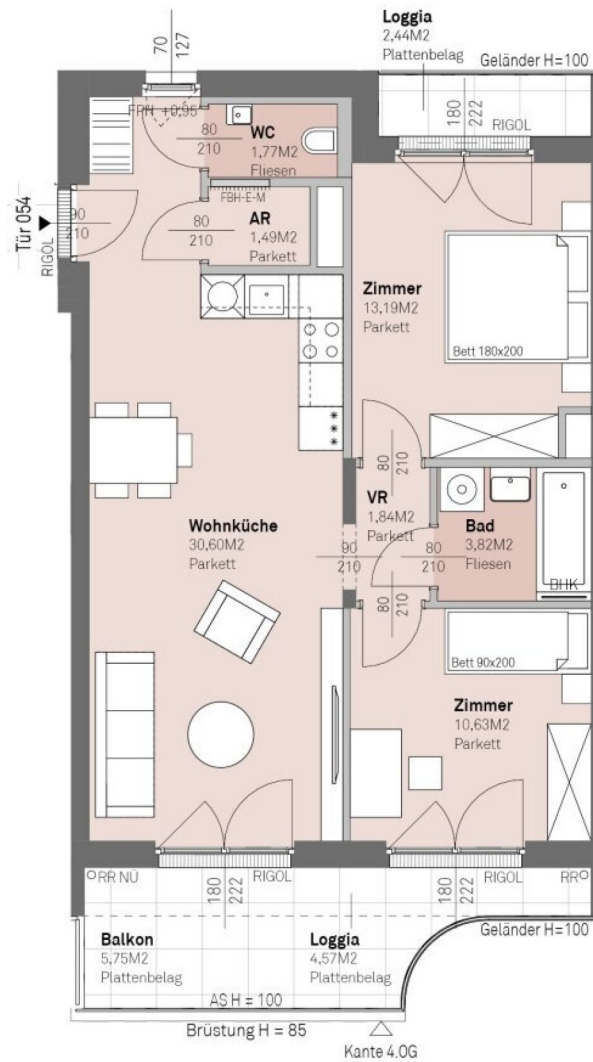 Loggia
2,44M2
Plattenbelag
Geländer H=100
70
127
180
222
RIGOL
FPH +0,95
80
210
WC
1,77M2
Fliesen
FBH-E-M
Tür 054
RIGOL
90
210
80
210
AR
1,49M2
Parkett
Zimmer
13,19M2
Parkett
Bett 180x200
80
210
VR
1,84M2
Parkett
Bad
3,82M2
Fliesen
BHK
Wohnküche
30,60M2
Parkett
90
210
80
210
80
210
Bett 90x200
Zimmer
10,63M2
Parkett
RR NÜ
180
222
RIGOL
180
222
RIGOL
RR
Geländer H=100
Balkon
5,75M2
Plattenbelag
Loggia
4,57M2
Plattenbelag
AS H = 100
Brüstung H = 85
Kante 4.OG